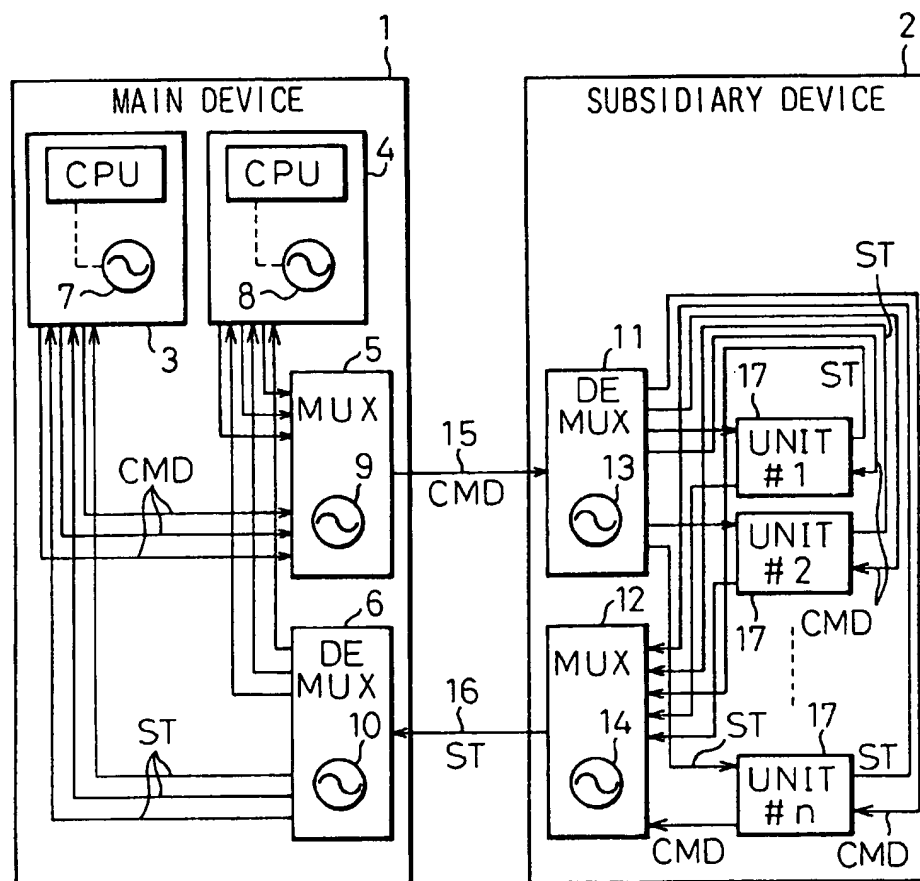 1
2
MAIN DEVICE
SUBSIDIARY DEVICE
CPU
7
3
4
CPU
8
5
MUX
9
CMD
6
DE
MUX
10
ST
15
CMD
16
ST
11
DE
MUX
13
12
MUX
14
ST
ST
17
UNIT
#1
UNIT
#2
17
CMD
ST
17
UNIT
#n
ST
CMD
CMD